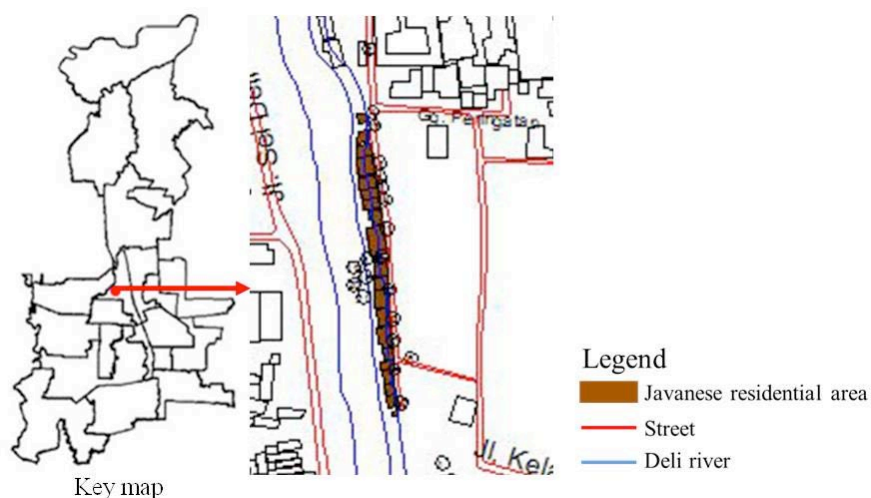 Jl Sei Deli
Gg. Peringatan
Jl. Kela
Key map
Legend
Javanese residential area
Street
Deli river